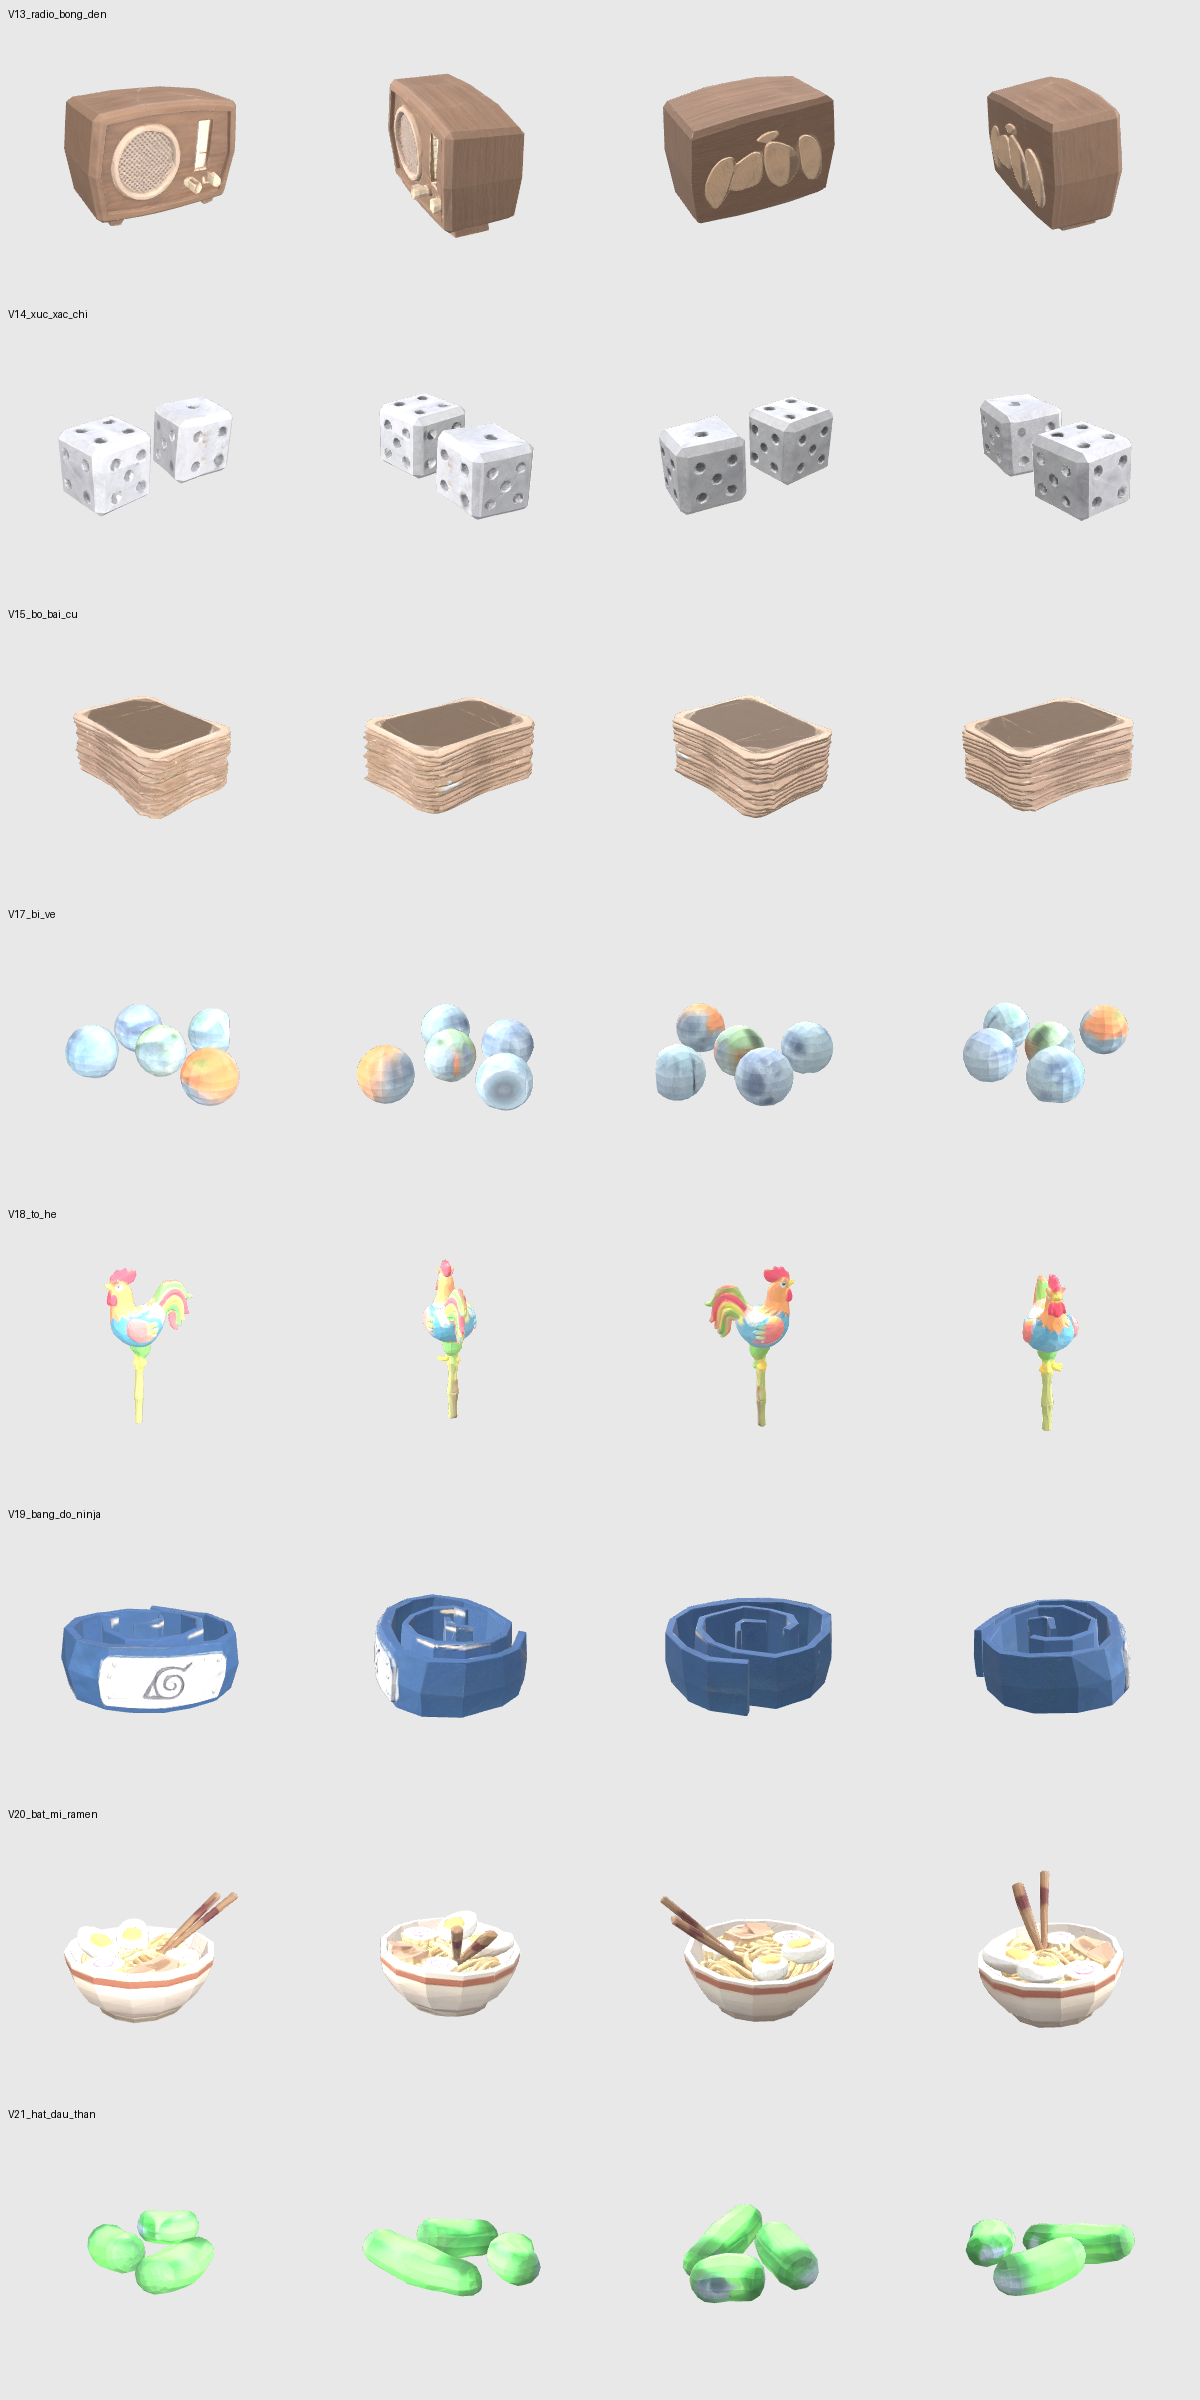 V13_radio_bong_den
V14_xuc_xac_chi
V15_bo_bai_cu
V17_bi_ve
V18_to_he
V19_bang_do_ninja
V20_bat_mi_ramen
V21_hat_dau_than